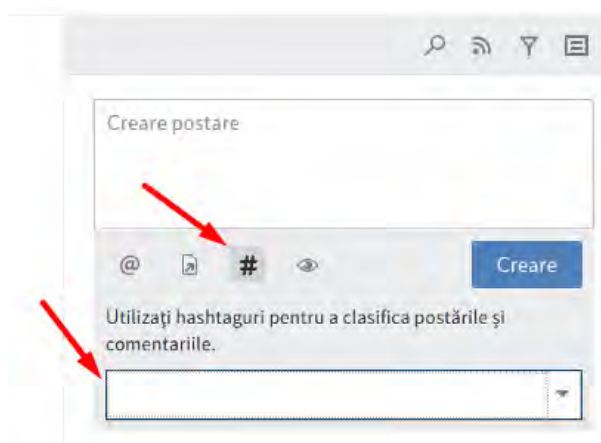 Creare postare
@ #
Creare
Utilizaţi hashtaguri pentru a clasifica postările şi
comentariile.